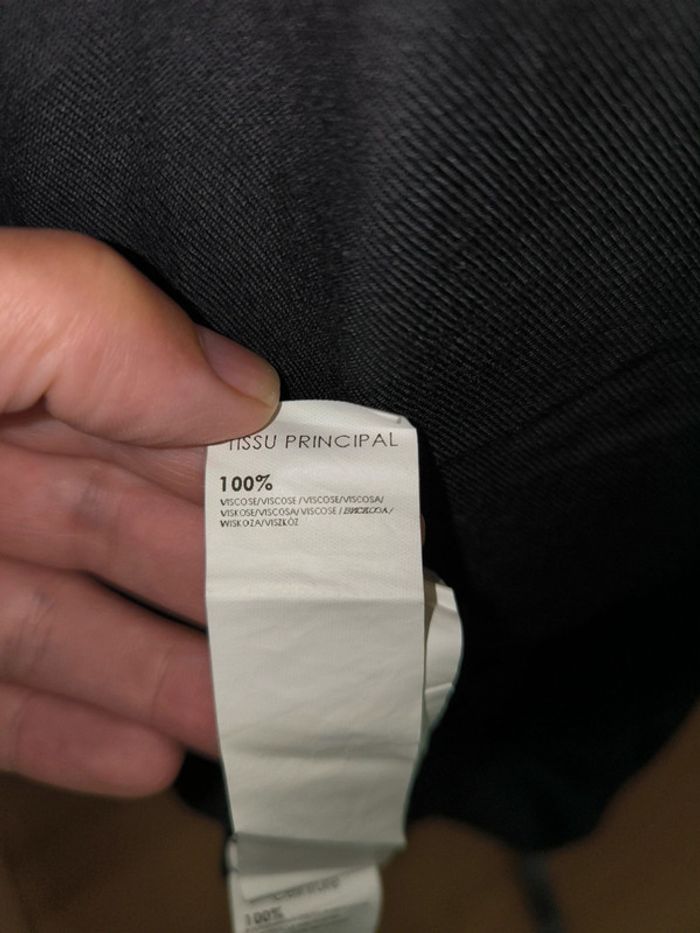 TISSU PRINCIPAL
100%
VISCOSE/VISCOSE/VISCOSE/VISCOSA/
VISKOSE/VISCOSA/VISCOSE/ВИСКОЗА/
WISKOZA/VISZKÓZ
100%